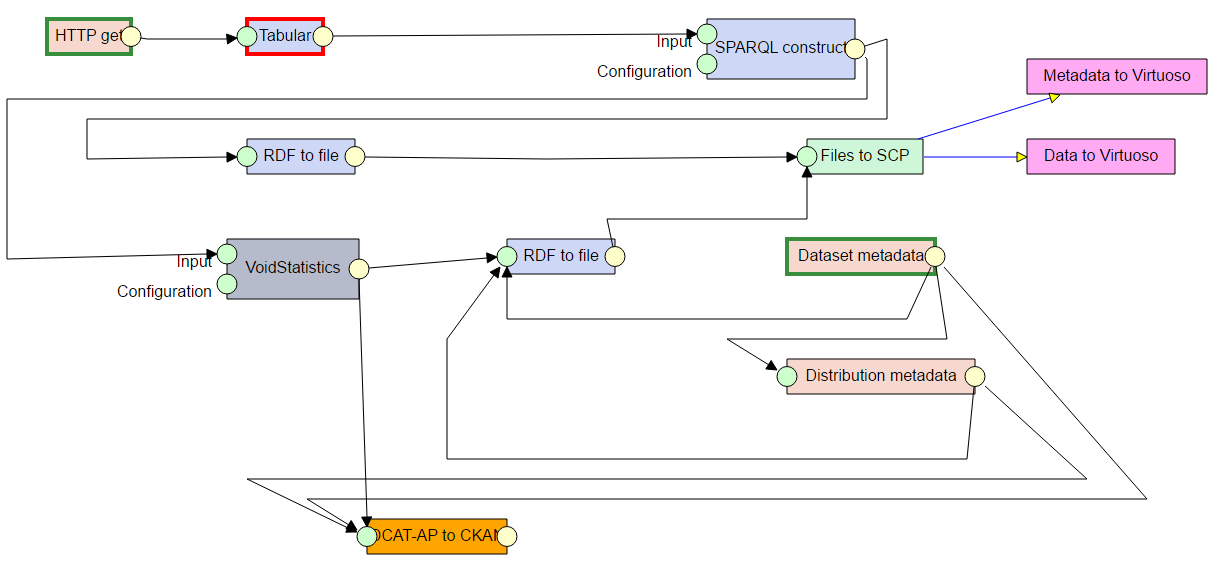 HTTP get
Tabular
Input
SPARQL construct
Configuration
Metadata to Virtuoso
RDF to file
Files to SCP
Data to Virtuoso
Input
VoidStatistics
Configuration
RDF to file
Dataset metadata
Distribution metadata
DCAT-AP to CKAN